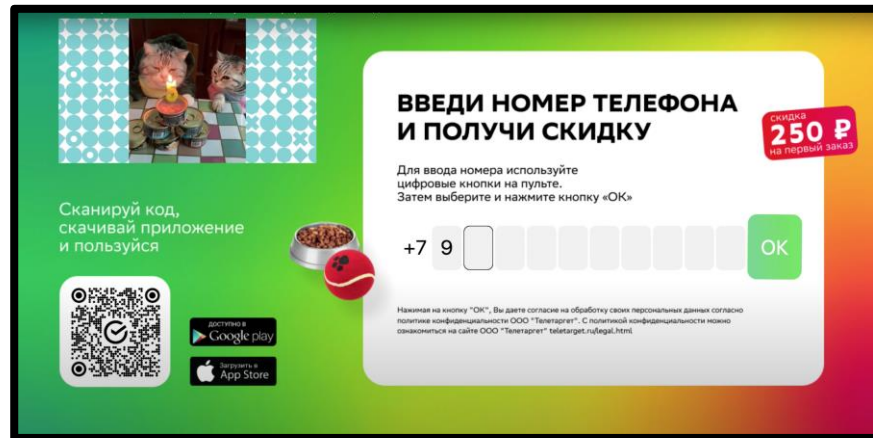 Сканируй код,
скачивай приложение
и пользуйся
ДОСТУПНО В
Google play
Загрузить в
App Store
ВВЕДИ НОМЕР ТЕЛЕФОНА
И ПОЛУЧИ СКИДКУ
скидка
250 ₽
на первый заказ
Для ввода номера используйте
цифровые кнопки на пульте.
Затем выберите и нажмите кнопку «ОК»
+7 9
ОК
Нажимая на кнопку "ОК", Вы даете согласие на обработку своих персональных данных согласно
политике конфиденциальности ООО "Телетаргет". С политикой конфиденциальности можно
ознакомиться на сайте ООО "Телетаргет" teletarget.ru/legal.html